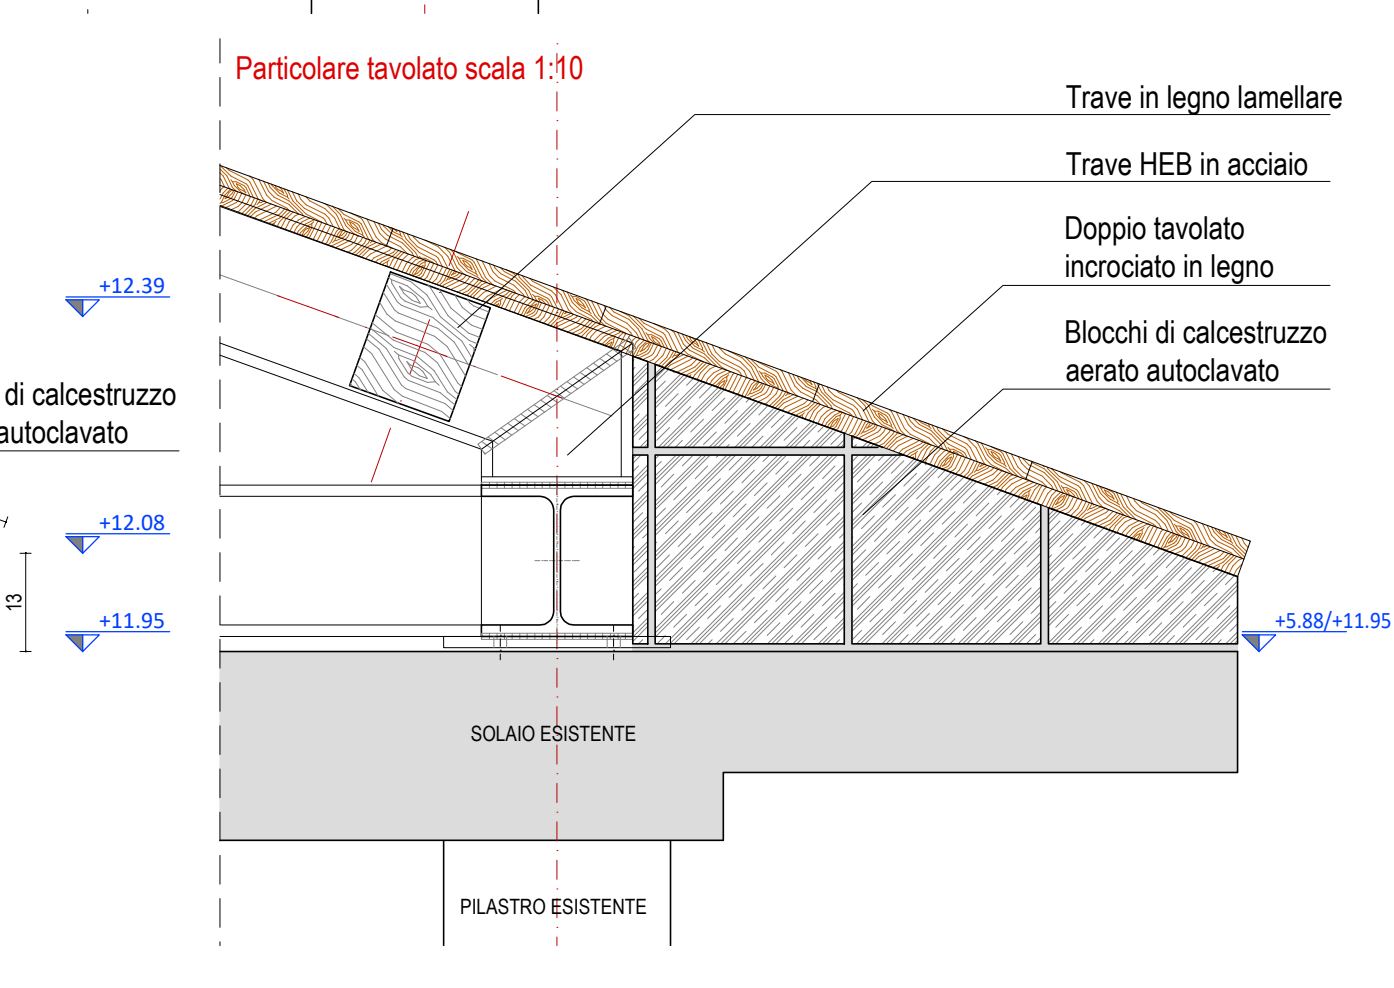 Particolare tavolato scala 1:10
Trave in legno lamellare
Trave HEB in acciaio
Doppio tavolato
incrociato in legno
Blocchi di calcestruzzo
aerato autoclavato
+12.39
di calcestruzzo
autoclavato
+12.08
13
+11.95
+5.88/+11.95
SOLAIO ESISTENTE
PILASTRO ESISTENTE